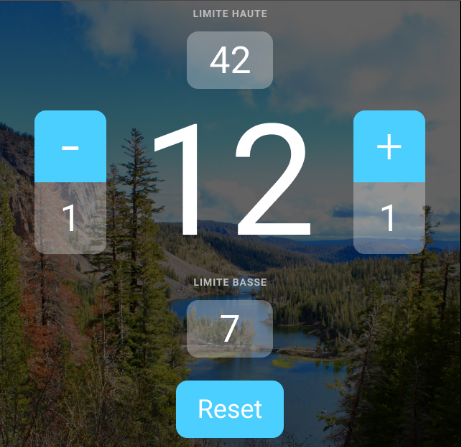 LIMITE HAUTE
42
- 12 +
1 1
LIMITE BASSE
7
Reset